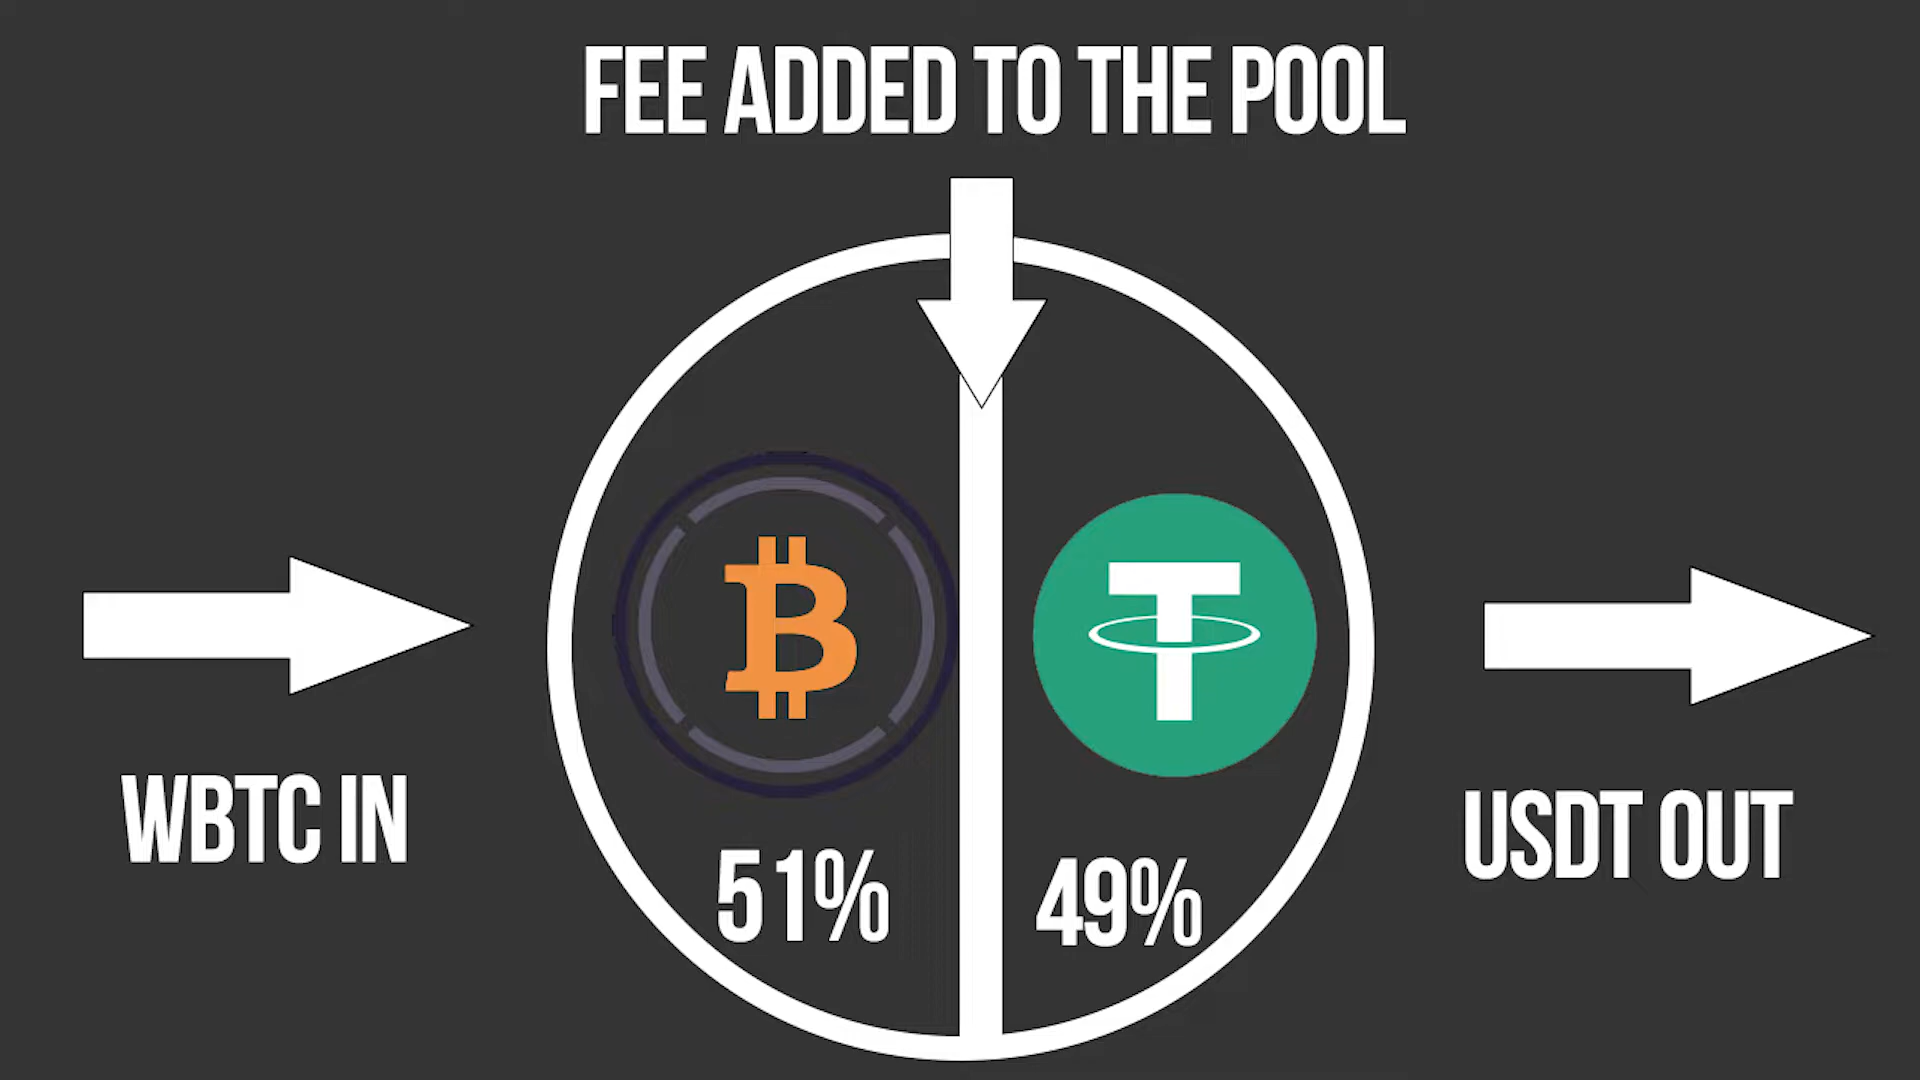 FEE ADDED TO THE POOL
WBTC IN
51%
49%
USDT OUT